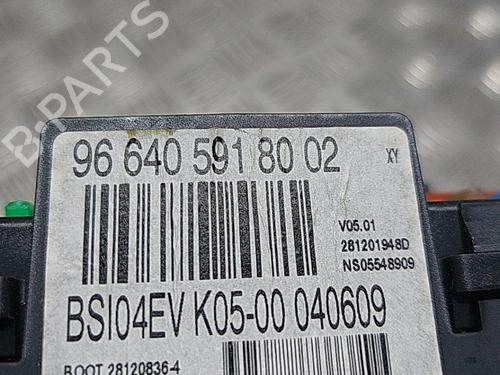 B-PARTS
96 640 591 80 02
XY
V05.01
281201948D
NS05548909
BSI04EV K05-00 040609
BOOT 28120836-4